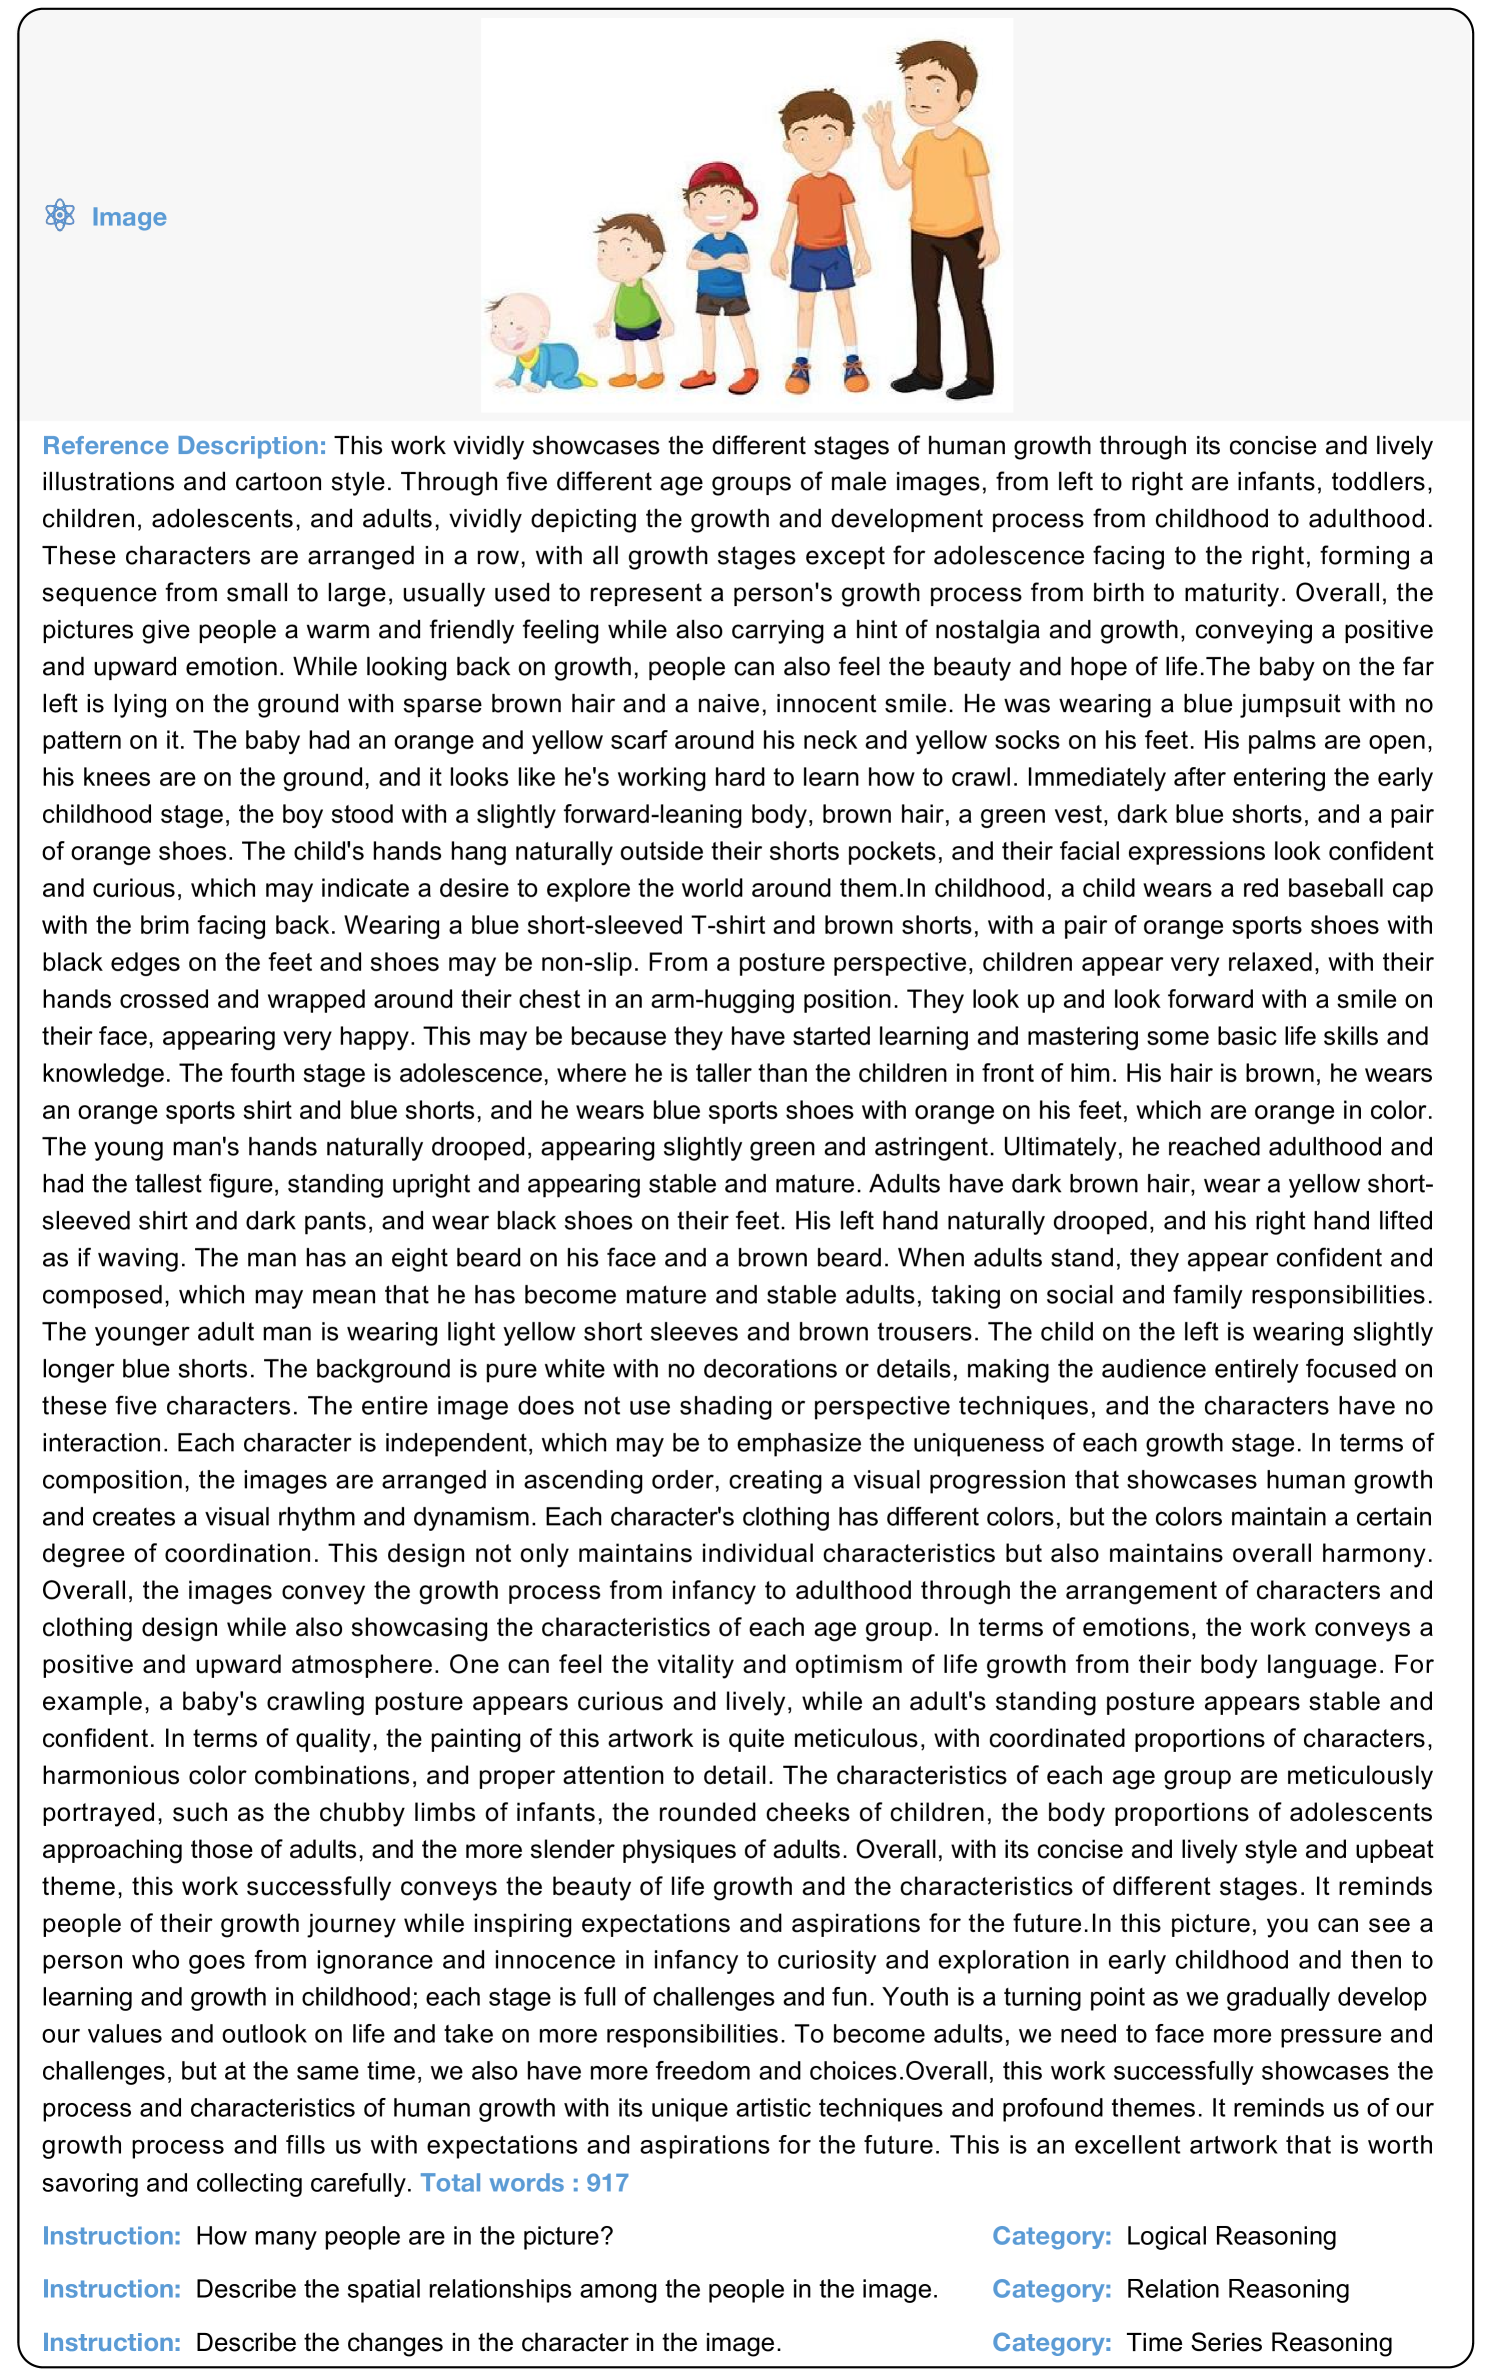 Image
Reference Description: This work vividly showcases the different stages of human growth through its concise and lively
illustrations and cartoon style. Through five different age groups of male images, from left to right are infants, toddlers,
children, adolescents, and adults, vividly depicting the growth and development process from childhood to adulthood.
These characters are arranged in a row, with all growth stages except for adolescence facing to the right, forming a
sequence from small to large, usually used to represent a person's growth process from birth to maturity. Overall, the
pictures give people a warm and friendly feeling while also carrying a hint of nostalgia and growth, conveying a positive
and upward emotion. While looking back on growth, people can also feel the beauty and hope of life.The baby on the far
left is lying on the ground with sparse brown hair and a naive, innocent smile. He was wearing a blue jumpsuit with no
pattern on it. The baby had an orange and yellow scarf around his neck and yellow socks on his feet. His palms are open,
his knees are on the ground, and it looks like he's working hard to learn how to crawl. Immediately after entering the early
childhood stage, the boy stood with a slightly forward-leaning body, brown hair, a green vest, dark blue shorts, and a pair
of orange shoes. The child's hands hang naturally outside their shorts pockets, and their facial expressions look confident
and curious, which may indicate a desire to explore the world around them.In childhood, a child wears a red baseball cap
with the brim facing back. Wearing a blue short-sleeved T-shirt and brown shorts, with a pair of orange sports shoes with
black edges on the feet and shoes may be non-slip. From a posture perspective, children appear very relaxed, with their
hands crossed and wrapped around their chest in an arm-hugging position. They look up and look forward with a smile on
their face, appearing very happy. This may be because they have started learning and mastering some basic life skills and
knowledge. The fourth stage is adolescence, where he is taller than the children in front of him. His hair is brown, he wears
an orange sports shirt and blue shorts, and he wears blue sports shoes with orange on his feet, which are orange in color.
The young man's hands naturally drooped, appearing slightly green and astringent. Ultimately, he reached adulthood and
had the tallest figure, standing upright and appearing stable and mature. Adults have dark brown hair, wear a yellow short-
sleeved shirt and dark pants, and wear black shoes on their feet. His left hand naturally drooped, and his right hand lifted
as if waving. The man has an eight beard on his face and a brown beard. When adults stand, they appear confident and
composed, which may mean that he has become mature and stable adults, taking on social and family responsibilities.
The younger adult man is wearing light yellow short sleeves and brown trousers. The child on the left is wearing slightly
longer blue shorts. The background is pure white with no decorations or details, making the audience entirely focused on
these five characters. The entire image does not use shading or perspective techniques, and the characters have no
interaction. Each character is independent, which may be to emphasize the uniqueness of each growth stage. In terms of
composition, the images are arranged in ascending order, creating a visual progression that showcases human growth
and creates a visual rhythm and dynamism. Each character's clothing has different colors, but the colors maintain a certain
degree of coordination. This design not only maintains individual characteristics but also maintains overall harmony.
Overall, the images convey the growth process from infancy to adulthood through the arrangement of characters and
clothing design while also showcasing the characteristics of each age group. In terms of emotions, the work conveys a
positive and upward atmosphere. One can feel the vitality and optimism of life growth from their body language. For
example, a baby's crawling posture appears curious and lively, while an adult's standing posture appears stable and
confident. In terms of quality, the painting of this artwork is quite meticulous, with coordinated proportions of characters,
harmonious color combinations, and proper attention to detail. The characteristics of each age group are meticulously
portrayed, such as the chubby limbs of infants, the rounded cheeks of children, the body proportions of adolescents
approaching those of adults, and the more slender physiques of adults. Overall, with its concise and lively style and upbeat
theme, this work successfully conveys the beauty of life growth and the characteristics of different stages. It reminds
people of their growth journey while inspiring expectations and aspirations for the future.In this picture, you can see a
person who goes from ignorance and innocence in infancy to curiosity and exploration in early childhood and then to
learning and growth in childhood; each stage is full of challenges and fun. Youth is a turning point as we gradually develop
our values and outlook on life and take on more responsibilities. To become adults, we need to face more pressure and
challenges, but at the same time, we also have more freedom and choices.Overall, this work successfully showcases the
process and characteristics of human growth with its unique artistic techniques and profound themes. It reminds us of our
growth process and fills us with expectations and aspirations for the future. This is an excellent artwork that is worth
savoring and collecting carefully. Total words : 917
Instruction: How many people are in the picture? Category: Logical Reasoning
Instruction: Describe the spatial relationships among the people in the image. Category: Relation Reasoning
Instruction: Describe the changes in the character in the image. Category: Time Series Reasoning